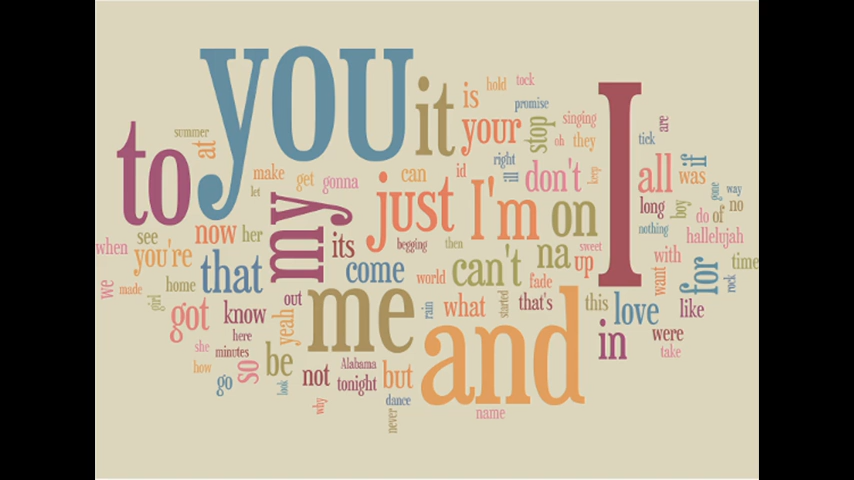 you
it
is
hold
tock
promise
your
stop
singing
oh
they
I
tick
are
to
summer
at
make
get
gonna
let
can
id
right
ill
don't
keep
all
was
if
my
just
I'm
on
long
boy
gone
way
do
of
no
nothing
hallelujah
when
see
you're
now
her
its
begging
then
come
world
can't
na
up
sweet
fade
want
with
for
time
rock
we
made
girl
home
that
out
got
know
yeah
me
rain
what
started
that's
this
love
like
and
in
were
take
she
here
minutes
how
go
so
be
look
not
Alabama
tonight
but
why
dance
never
name